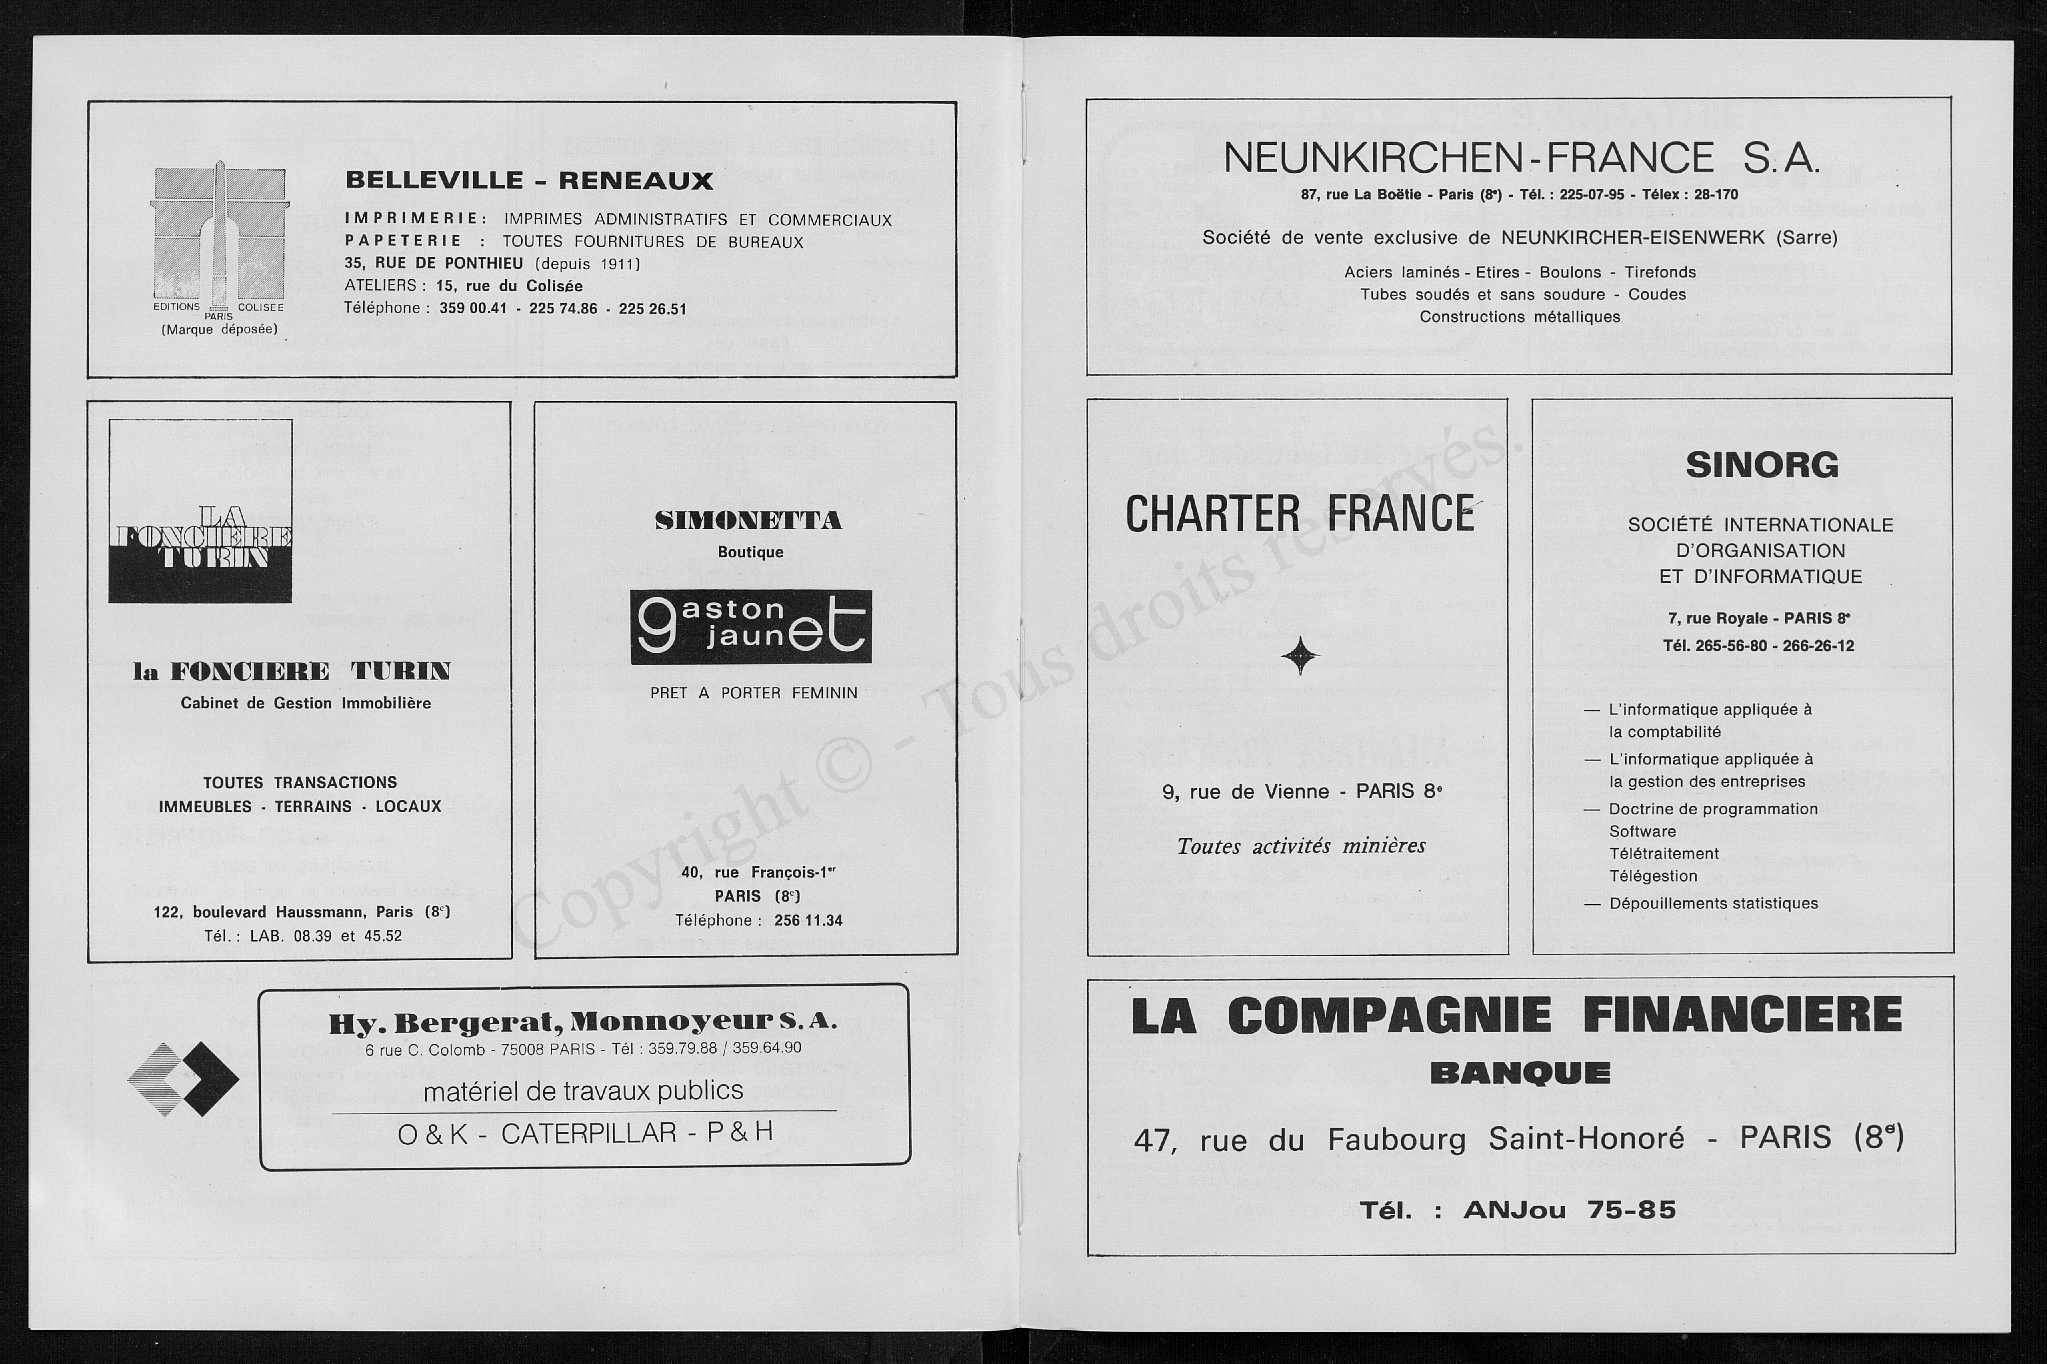 BELLEVILLE - RENEAUX
IMPRIMERIE: IMPRIMES ADMINISTRATIFS ET COMMERCIAUX
PAPETERIE : TOUTES FOURNITURES DE BUREAUX
35, RUE DE PONTHIEU (depuis 1911)
ATELIERS : 15, rue du Colisée
Téléphone : 359 00.41 - 225 74.86 - 225 26.51
EDITIONS COLISEE
PARIS
(Marque déposée)
LA
FONCIERE
TURIN
la FONCIERE TURIN
Cabinet de Gestion Immobilière
TOUTES TRANSACTIONS
IMMEUBLES - TERRAINS - LOCAUX
122, boulevard Haussmann, Paris (8e)
Tél. : LAB. 08.39 et 45.52
SIMONETTA
Boutique
gaston
jaunet
PRET A PORTER FEMININ
40, rue François-1er
PARIS (8e)
Téléphone : 256 11.34
Hy. Bergerat, Monnoyeur S.A.
6 rue C. Colomb - 75008 PARIS - Tél : 359.79.88 / 359.64.90
matériel de travaux publics
O & K - CATERPILLAR - P & H
NEUNKIRCHEN-FRANCE S.A.
87, rue La Boëtie - Paris (8e) - Tél. : 225-07-95 - Télex : 28-170
Société de vente exclusive de NEUNKIRCHER-EISENWERK (Sarre)
Aciers laminés - Etires - Boulons - Tirefonds
Tubes soudés et sans soudure - Coudes
Constructions métalliques
CHARTER FRANCE
9, rue de Vienne - PARIS 8e
Toutes activités minières
SINORG
SOCIÉTÉ INTERNATIONALE
D'ORGANISATION
ET D'INFORMATIQUE
7, rue Royale - PARIS 8e
Tél. 265-56-80 - 266-26-12
— L'informatique appliquée à
la comptabilité
— L'informatique appliquée à
la gestion des entreprises
— Doctrine de programmation
Software
Télétraitement
Télégestion
— Dépouillements statistiques
LA COMPAGNIE FINANCIERE
BANQUE
47, rue du Faubourg Saint-Honoré - PARIS (8e)
Tél. : ANJou 75-85
Copyright © - Tous droits reservés.